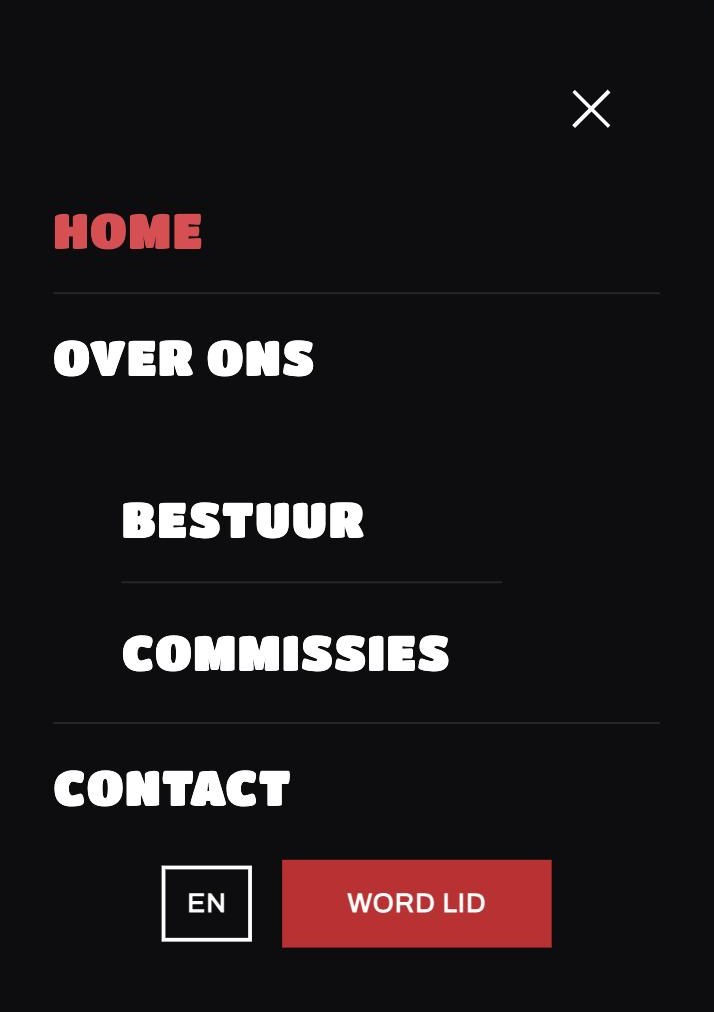 HOME
OVER ONS
BESTUUR
COMMISSIES
CONTACT
EN
WORD LID